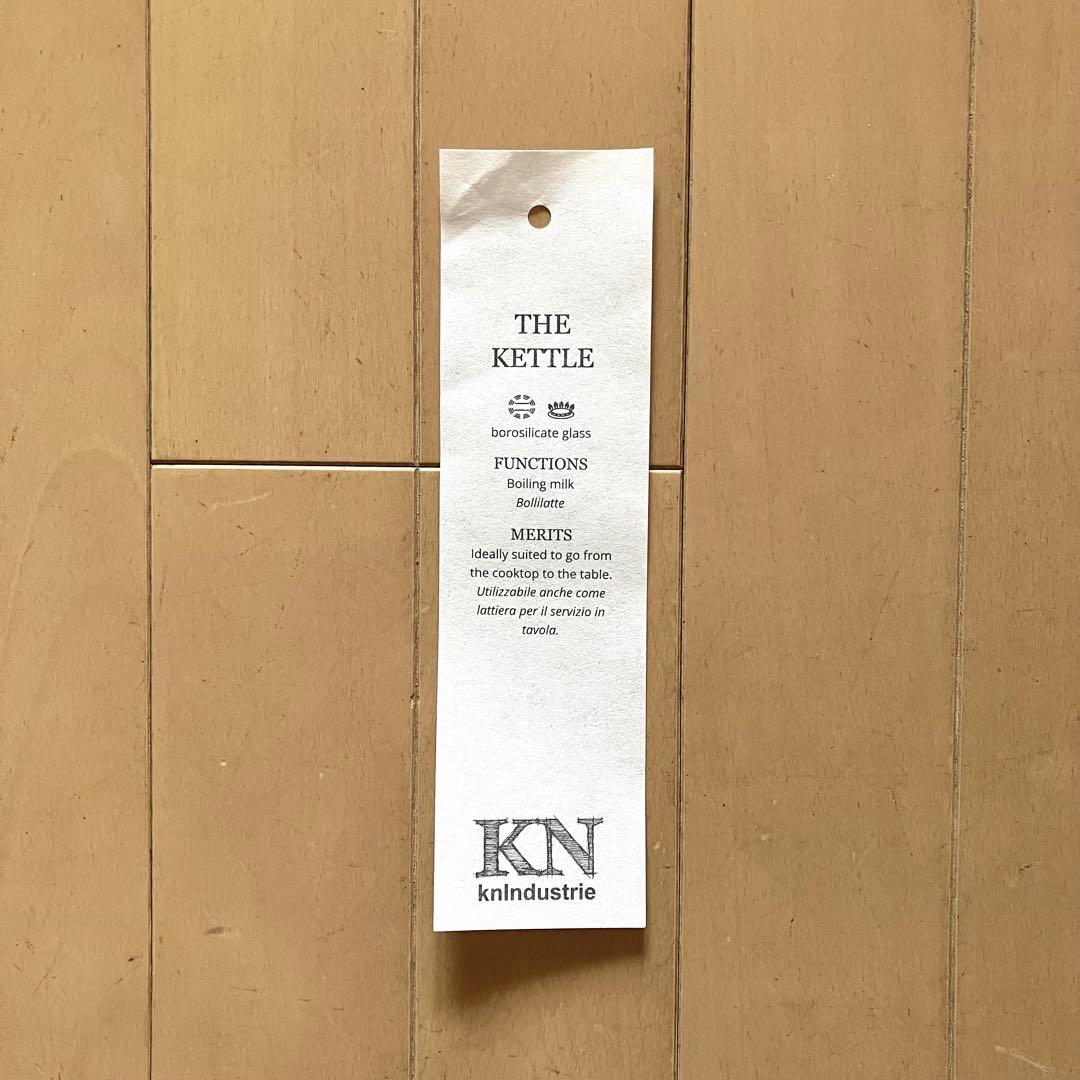 THE
KETTLE
borosilicate glass
FUNCTIONS
Boiling milk
Bollilatte
MERITS
Ideally suited to go from
the cooktop to the table.
Utilizzabile anche come
lattiera per il servizio in
tavola.
KN
knIndustrie